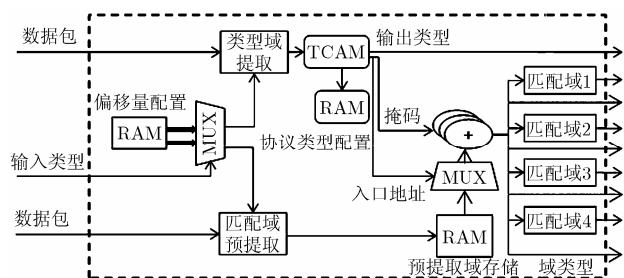 数据包
类型域
提取
TCAM
输出类型
RAM
协议类型配置
偏移量配置
RAM
MUX
输入类型
掩码
+
入口地址
MUX
匹配域1
匹配域2
匹配域3
匹配域4
数据包
匹配域
预提取
RAM
预提取域存储
域类型